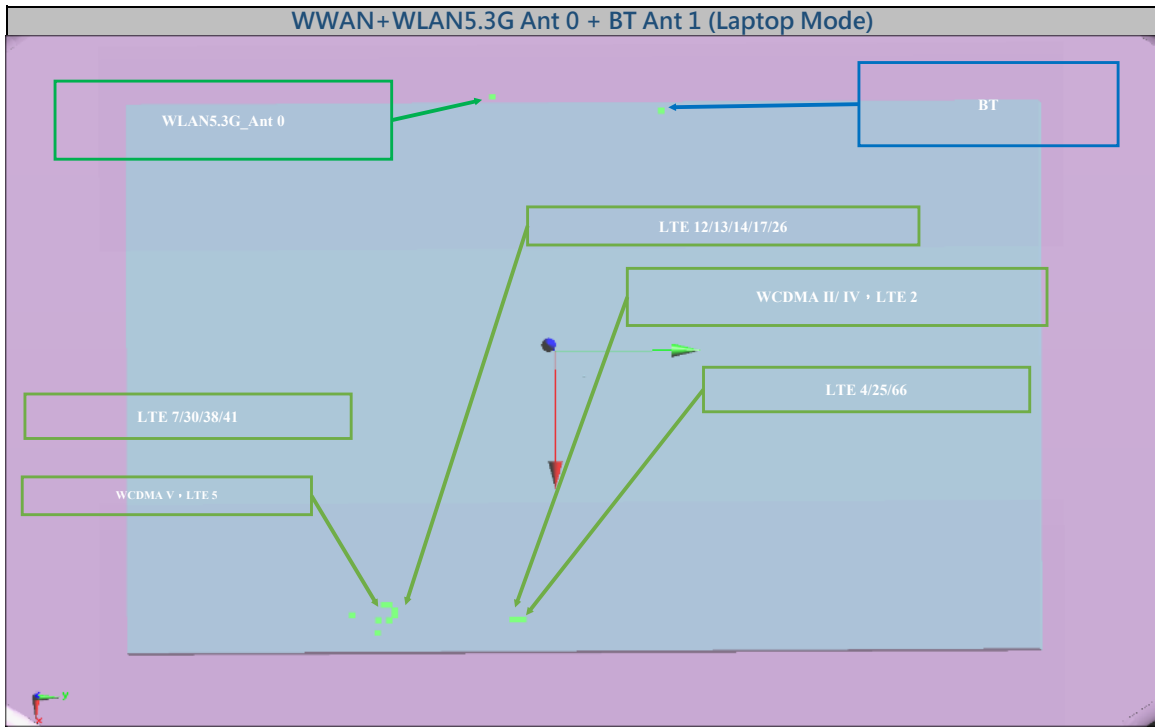 WWAN+WLAN5.3G Ant 0 + BT Ant 1 (Laptop Mode)
WLAN5.3G_Ant 0
BT
LTE 12/13/14/17/26
WCDMA II/ IV，LTE 2
LTE 4/25/66
LTE 7/30/38/41
WCDMA V，LTE 5
y
x